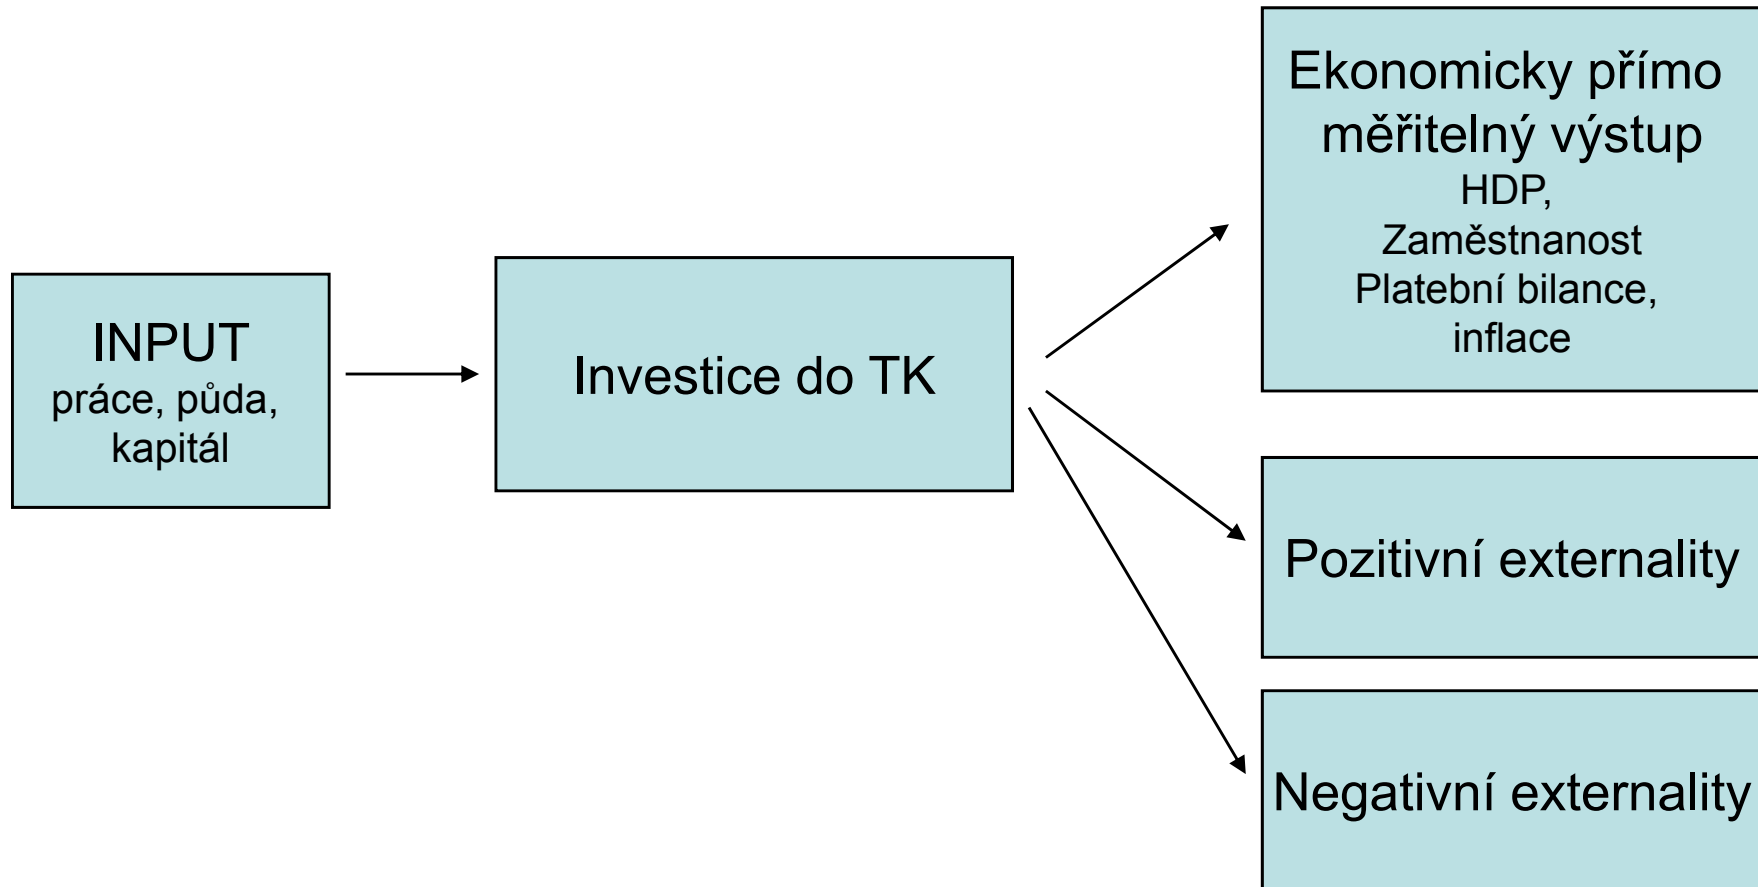 INPUT
práce, půda,
kapitál
Investice do TK
Ekonomicky přímo
měřitelný výstup
HDP,
Zaměstnanost
Platební bilance,
inflace
Pozitivní externality
Negativní externality